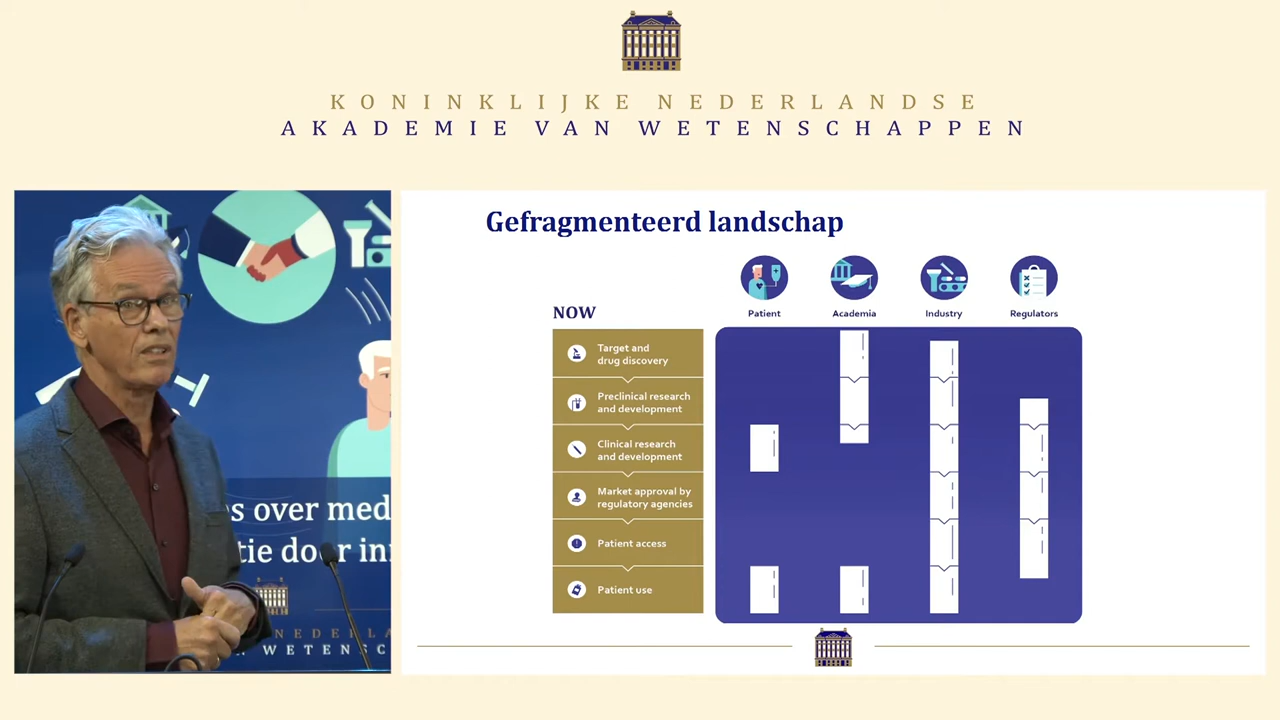 KONINKLIJKE NEDERLANDSE
AKADEMIE VAN WETENSCHAPPEN
s over med
tie door in
NEDERLA
WETENSC
Gefragmenteerd landschap
NOW
Patient
Academia
Industry
Regulators
Target and
drug discovery
Preclinical research
and development
Clinical research
and development
Market approval by
regulatory agencies
Patient access
Patient use